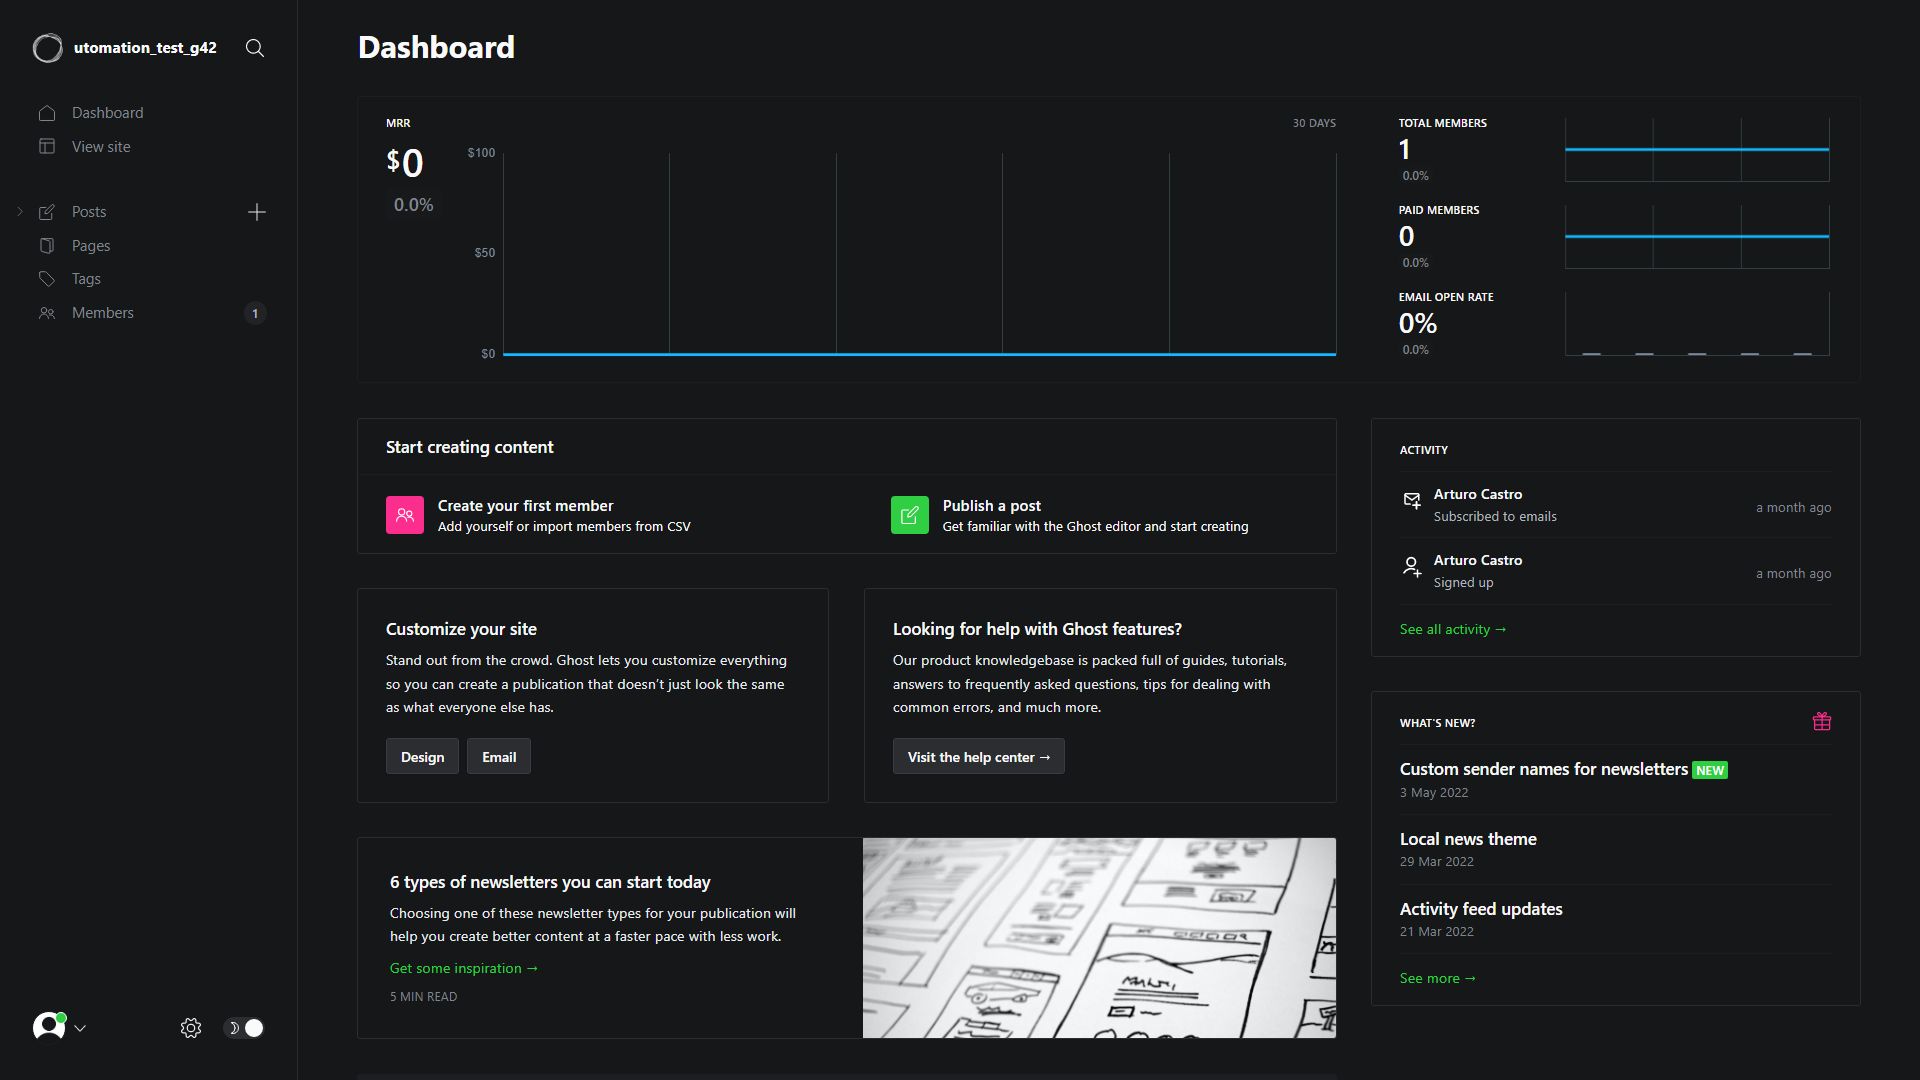 utomation_test_g42
Dashboard
View site
Posts
Pages
Tags
Members
1
Dashboard
MRR
30 DAYS
$0
0.0%
$100
$50
$0
TOTAL MEMBERS
1
0.0%
PAID MEMBERS
0
0.0%
EMAIL OPEN RATE
0%
0.0%
Start creating content
Create your first member
Add yourself or import members from CSV
Publish a post
Get familiar with the Ghost editor and start creating
Customize your site
Stand out from the crowd. Ghost lets you customize everything
so you can create a publication that doesn’t just look the same
as what everyone else has.
Design
Email
Looking for help with Ghost features?
Our product knowledgebase is packed full of guides, tutorials,
answers to frequently asked questions, tips for dealing with
common errors, and much more.
Visit the help center →
6 types of newsletters you can start today
Choosing one of these newsletter types for your publication will
help you create better content at a faster pace with less work.
Get some inspiration →
5 MIN READ
ACTIVITY
Arturo Castro
Subscribed to emails
a month ago
Arturo Castro
Signed up
a month ago
See all activity →
WHAT'S NEW?
Custom sender names for newsletters NEW
3 May 2022
Local news theme
29 Mar 2022
Activity feed updates
21 Mar 2022
See more →